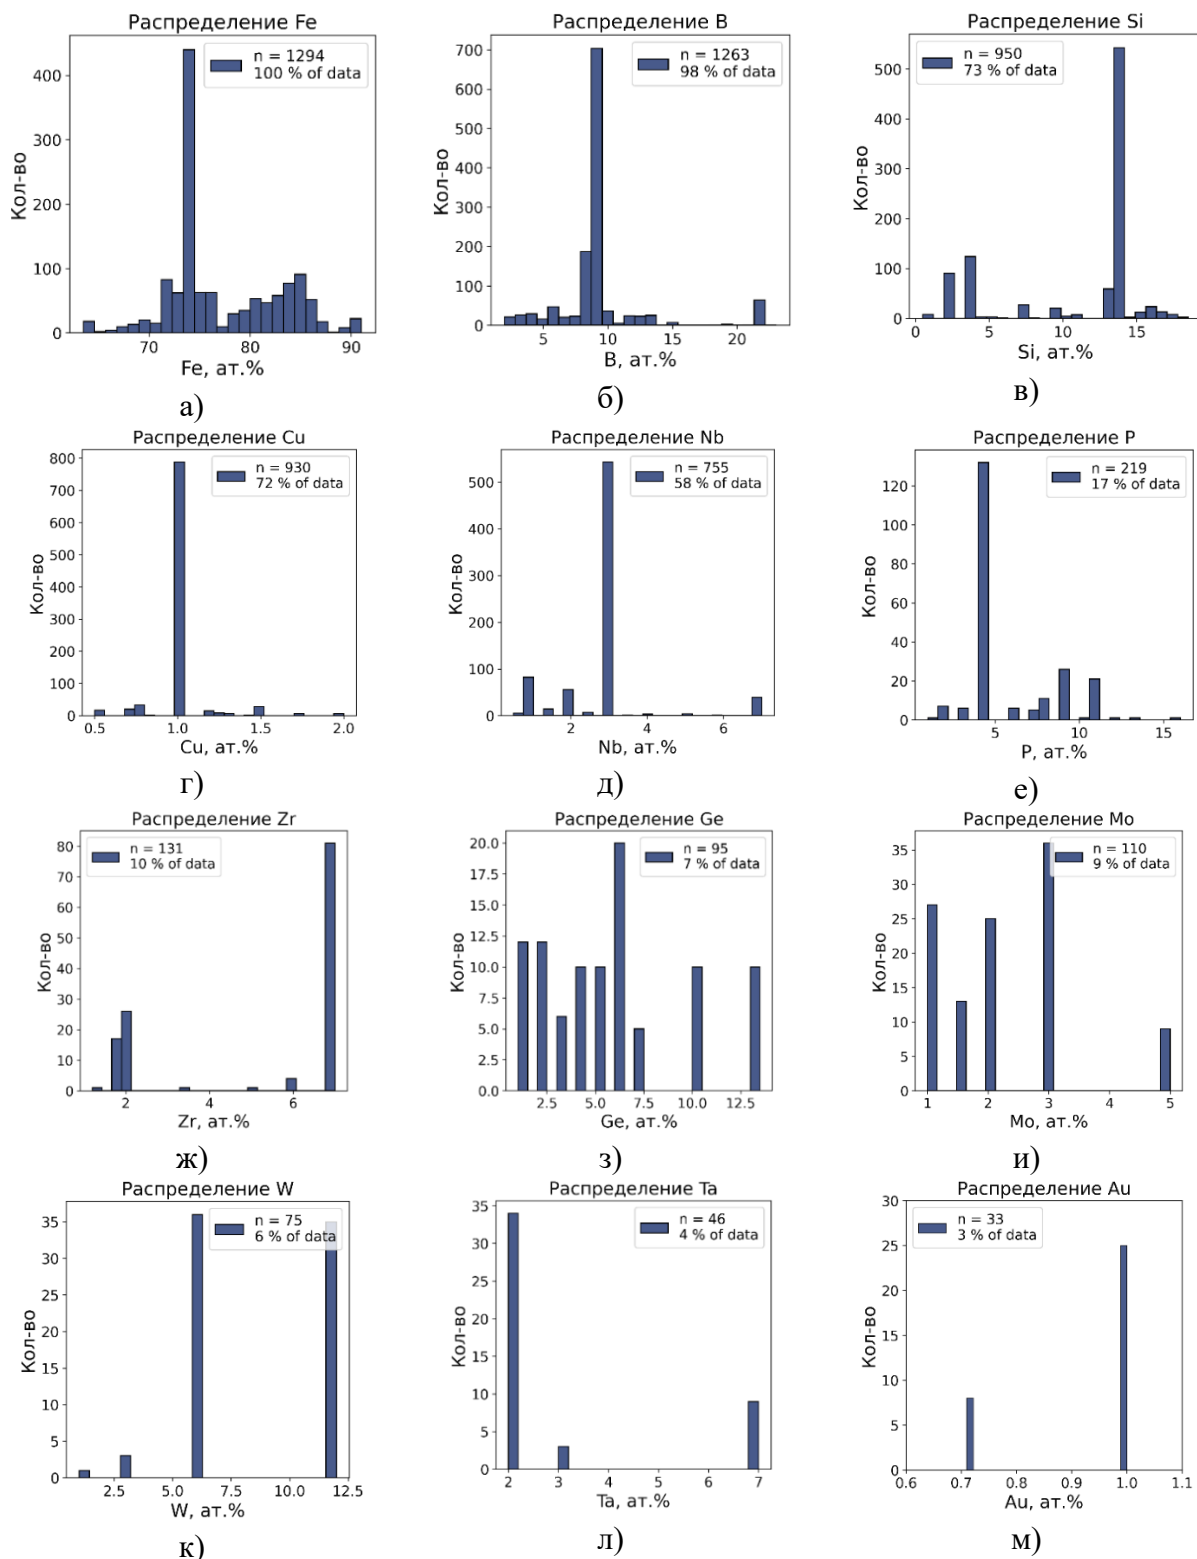 Распределение Fe
n = 1294
100 % of data
400
300
200
100
0
Кол-во
70 80 90
Fe, ат.%
а)
Распределение B
n = 1263
98 % of data
700
600
500
400
300
200
100
0
Кол-во
5 10 15 20
B, ат.%
б)
Распределение Si
n = 950
73 % of data
500
400
300
200
100
0
Кол-во
0 5 10 15
Si, ат.%
в)
Распределение Cu
n = 930
72 % of data
800
700
600
500
400
300
200
100
0
Кол-во
0.5 1.0 1.5 2.0
Cu, ат.%
г)
Распределение Nb
n = 755
58 % of data
500
400
300
200
100
0
Кол-во
2 4 6
Nb, ат.%
д)
Распределение P
n = 219
17 % of data
120
100
80
60
40
20
0
Кол-во
5 10 15
P, ат.%
е)
Распределение Zr
n = 131
10 % of data
80
70
60
50
40
30
20
10
0
Кол-во
2 4 6
Zr, ат.%
ж)
Распределение Ge
n = 95
7 % of data
20.0
17.5
15.0
12.5
10.0
7.5
5.0
2.5
0.0
Кол-во
2.5 5.0 7.5 10.0 12.5
Ge, ат.%
з)
Распределение Mo
n = 110
9 % of data
35
30
25
20
15
10
5
0
Кол-во
1 2 3 4 5
Mo, ат.%
и)
Распределение W
n = 75
6 % of data
35
30
25
20
15
10
5
0
Кол-во
2.5 5.0 7.5 10.0 12.5
W, ат.%
к)
Распределение Ta
n = 46
4 % of data
35
30
25
20
15
10
5
0
Кол-во
2 3 4 5 6 7
Ta, ат.%
л)
Распределение Au
n = 33
3 % of data
30
25
20
15
10
5
0
Кол-во
0.6 0.7 0.8 0.9 1.0 1.1
Au, ат.%
м)